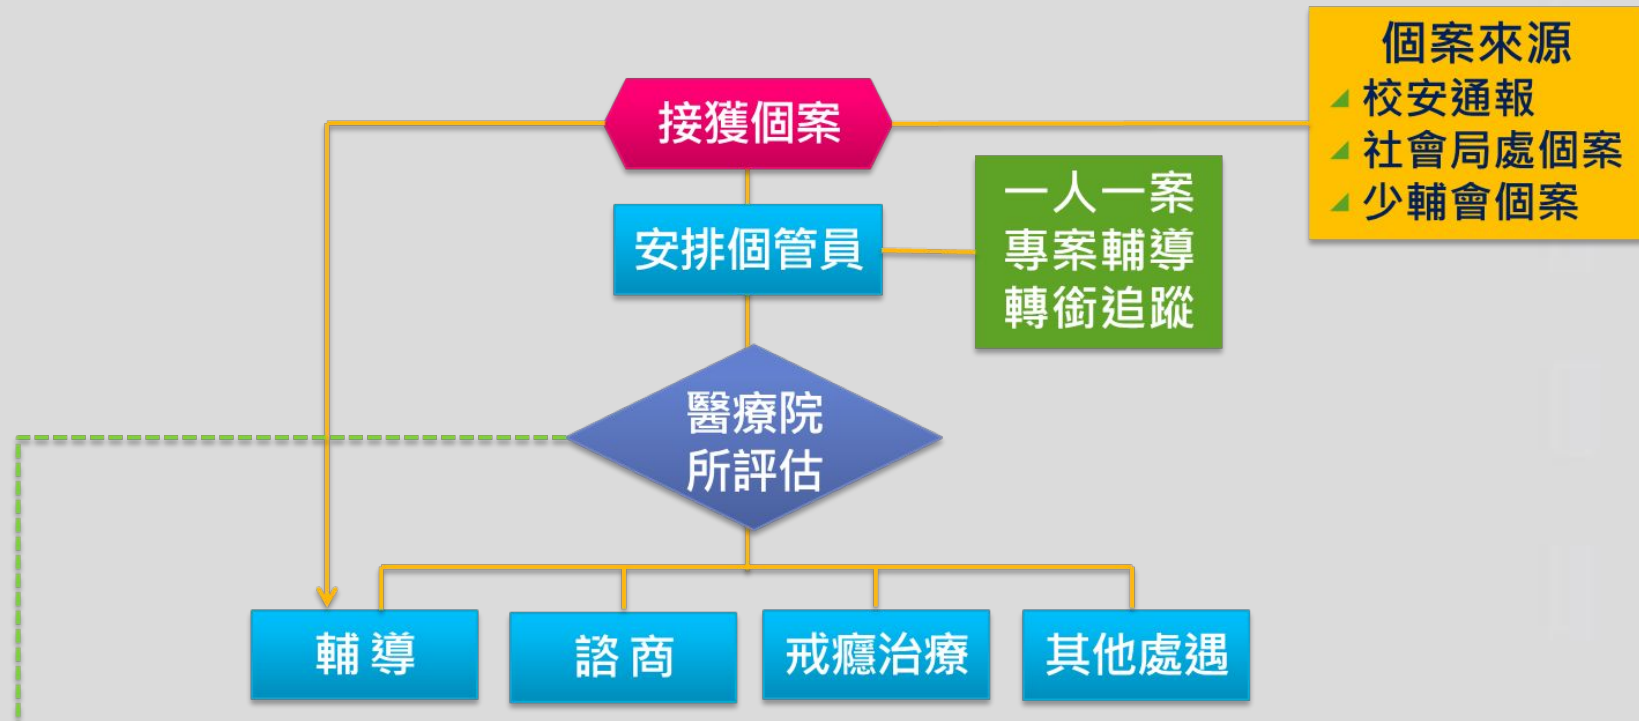 個案來源
校安通報
社會局處個案
少輔會個案
接獲個案
安排個管員
一人一案
專案輔導
轉銜追蹤
醫療院
所評估
輔導
諮商
戒癮治療
其他處遇